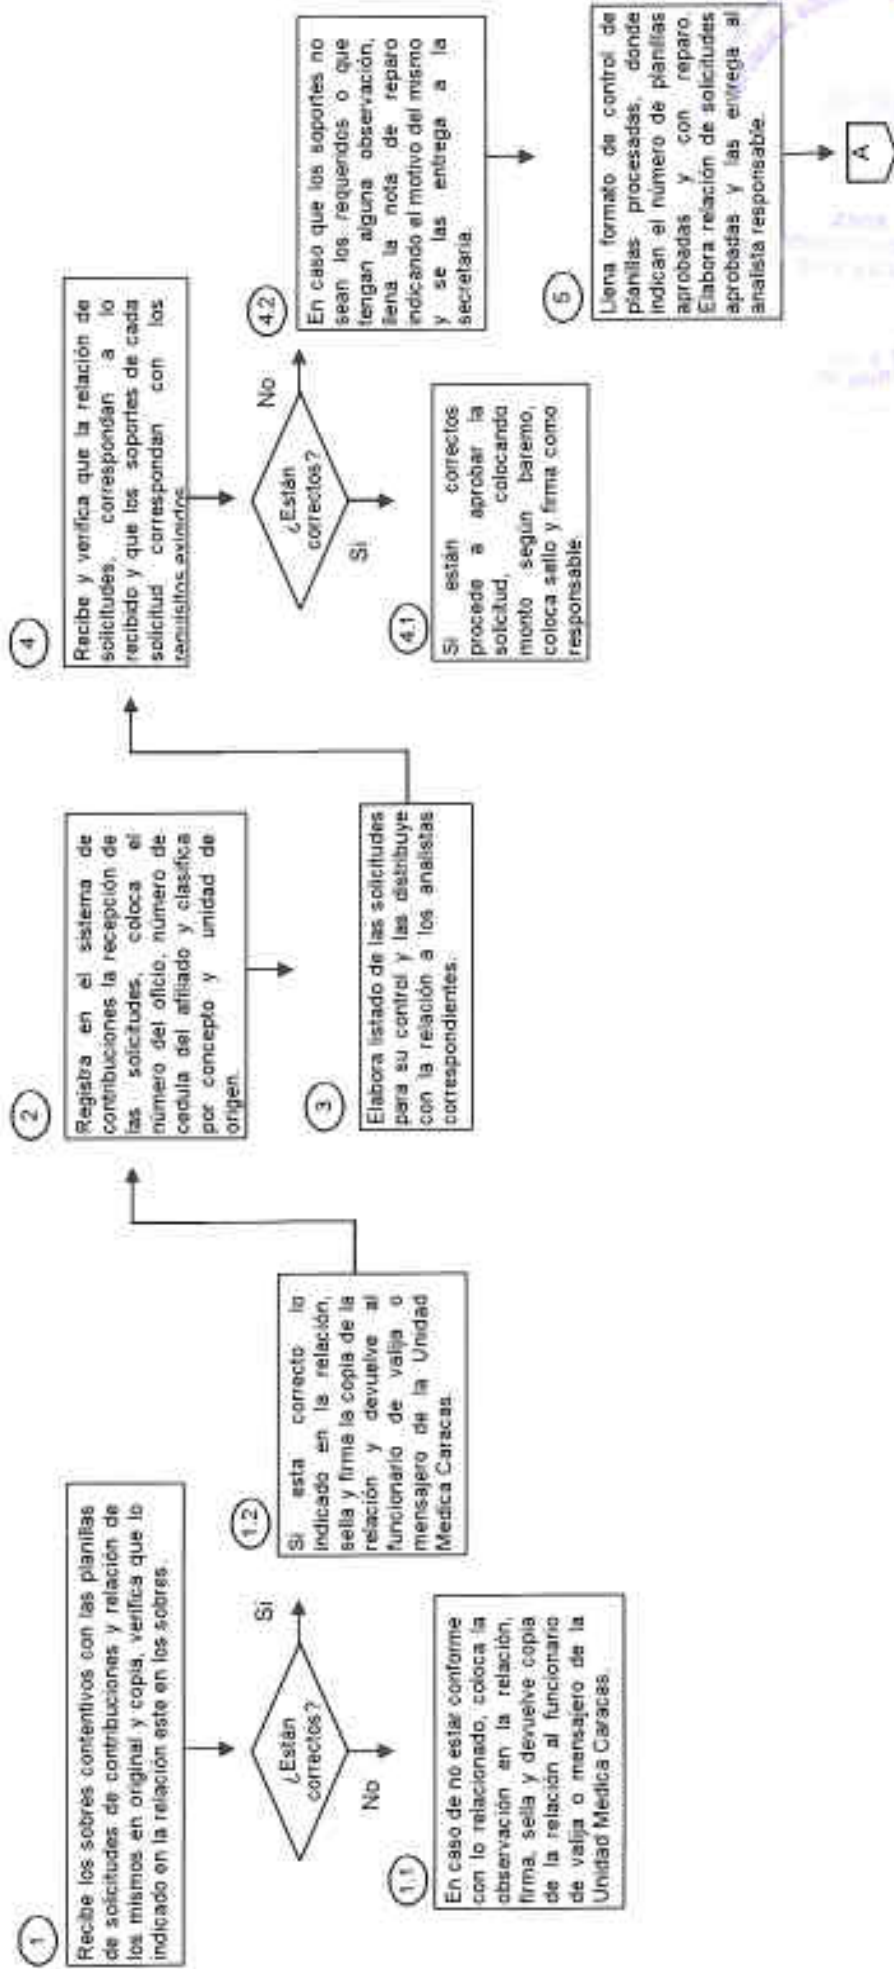 1
Recibe los sobres contentivos con las planillas
de solicitudes de contribuciones y relación de
los mismos en original y copia, verifica que lo
indicado en la relación este en los sobres.
¿Están
correctos?
Si
No
1.1
En caso de no estar conforme
con lo relacionado, coloca la
observación en la relación,
firma, sella y devuelve copia
de la relación al funcionario
de valija o mensajero de la
Unidad Medica Caracas.
1.2
Si esta correcto lo
indicado en la relación,
sella y firma la copia de la
relación y devuelve al
funcionario de valija o
mensajero de la Unidad
Medica Caracas.
2
Registra en el sistema de
contribuciones la recepción de
las solicitudes, coloca el
número del oficio, número de
cedula del afiliado y clasifica
por concepto y unidad de
origen.
3
Elabora listado de las solicitudes
para su control y las distribuye
con la relación a los analistas
correspondientes.
4
Recibe y verifica que la relación de
solicitudes, correspondan a lo
recibido y que los soportes de cada
solicitud correspondan con los
requisitos exigidos
¿Están
correctos?
No
Si
4.1
Si están correctos
procede a aprobar la
solicitud, colocando
monto según baremo,
coloca sello y firma como
responsable.
4.2
En caso que los soportes no
sean los requeridos o que
tengan alguna observación,
llena la nota de reparo
indicando el motivo del mismo
y se las entrega a la
secretaria.
5
Llena formato de control de
planillas procesadas, donde
indican el número de planillas
aprobadas y con reparo.
Elabora relación de solicitudes
aprobadas y las entrega al
analista responsable.
A